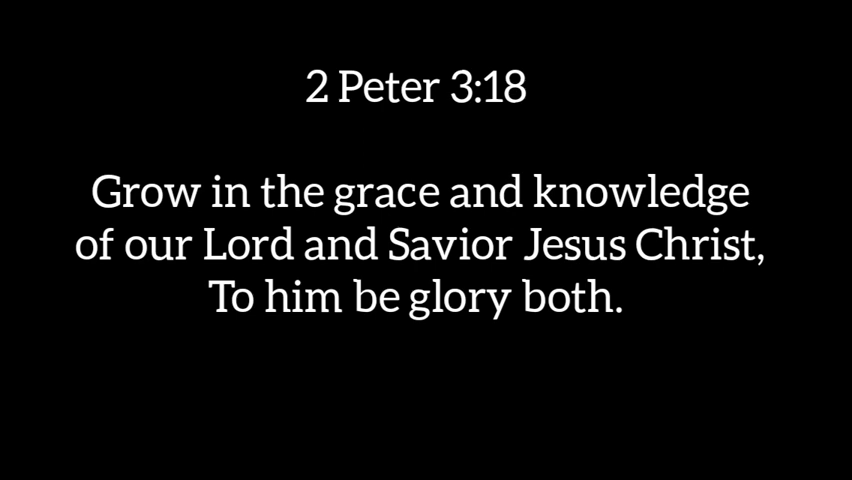 2 Peter 3:18
Grow in the grace and knowledge
of our Lord and Savior Jesus Christ,
To him be glory both.